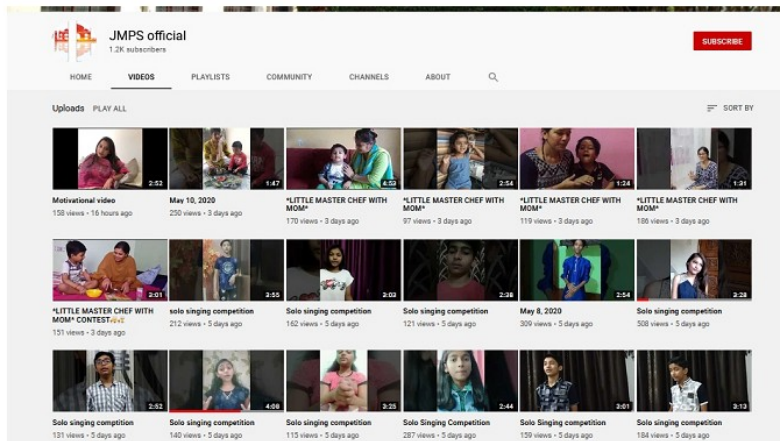 JMPS official
1.2K subscribers
SUBSCRIBE
HOME VIDEOS PLAYLISTS COMMUNITY CHANNELS ABOUT
Uploads PLAY ALL SORT BY
2:52 1:47 4:53 2:54 1:24 1:31
Motivational video May 10, 2020 *LITTLE MASTER CHEF WITH *LITTLE MASTER CHEF WITH *LITTLE MASTER CHEF WITH *LITTLE MASTER CHEF WITH
158 views • 16 hours ago 250 views • 3 days ago MOM* MOM* MOM* MOM*
170 views • 3 days ago 97 views • 3 days ago 119 views • 3 days ago 186 views • 3 days ago
3:01 3:55 3:03 2:38 2:54 3:28
*LITTLE MASTER CHEF WITH solo singing competition Solo singing competition Solo singing competition May 8, 2020 Solo singing competition
MOM* CONTEST 212 views • 5 days ago 162 views • 5 days ago 121 views • 5 days ago 309 views • 5 days ago 508 views • 5 days ago
151 views • 3 days ago
2:52 4:08 3:25 2:44 3:01 3:13
Solo singing comptition Solo singing competition Solo singing competition Solo Singing Competition Solo singing competition Solo singing competition
131 views • 5 days ago 140 views • 5 days ago 115 views • 5 days ago 287 views • 5 days ago 159 views • 5 days ago 184 views • 5 days ago